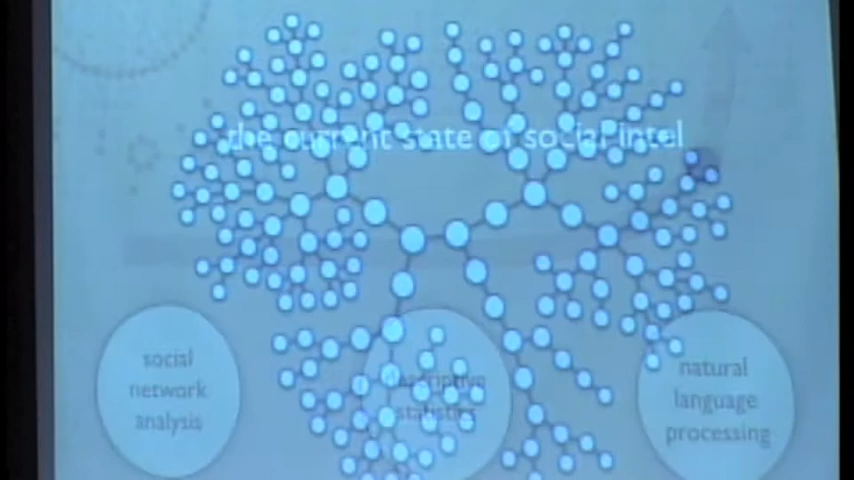 the current state of social intel
social
network
analysis
descriptive
statistics
natural
language
processing